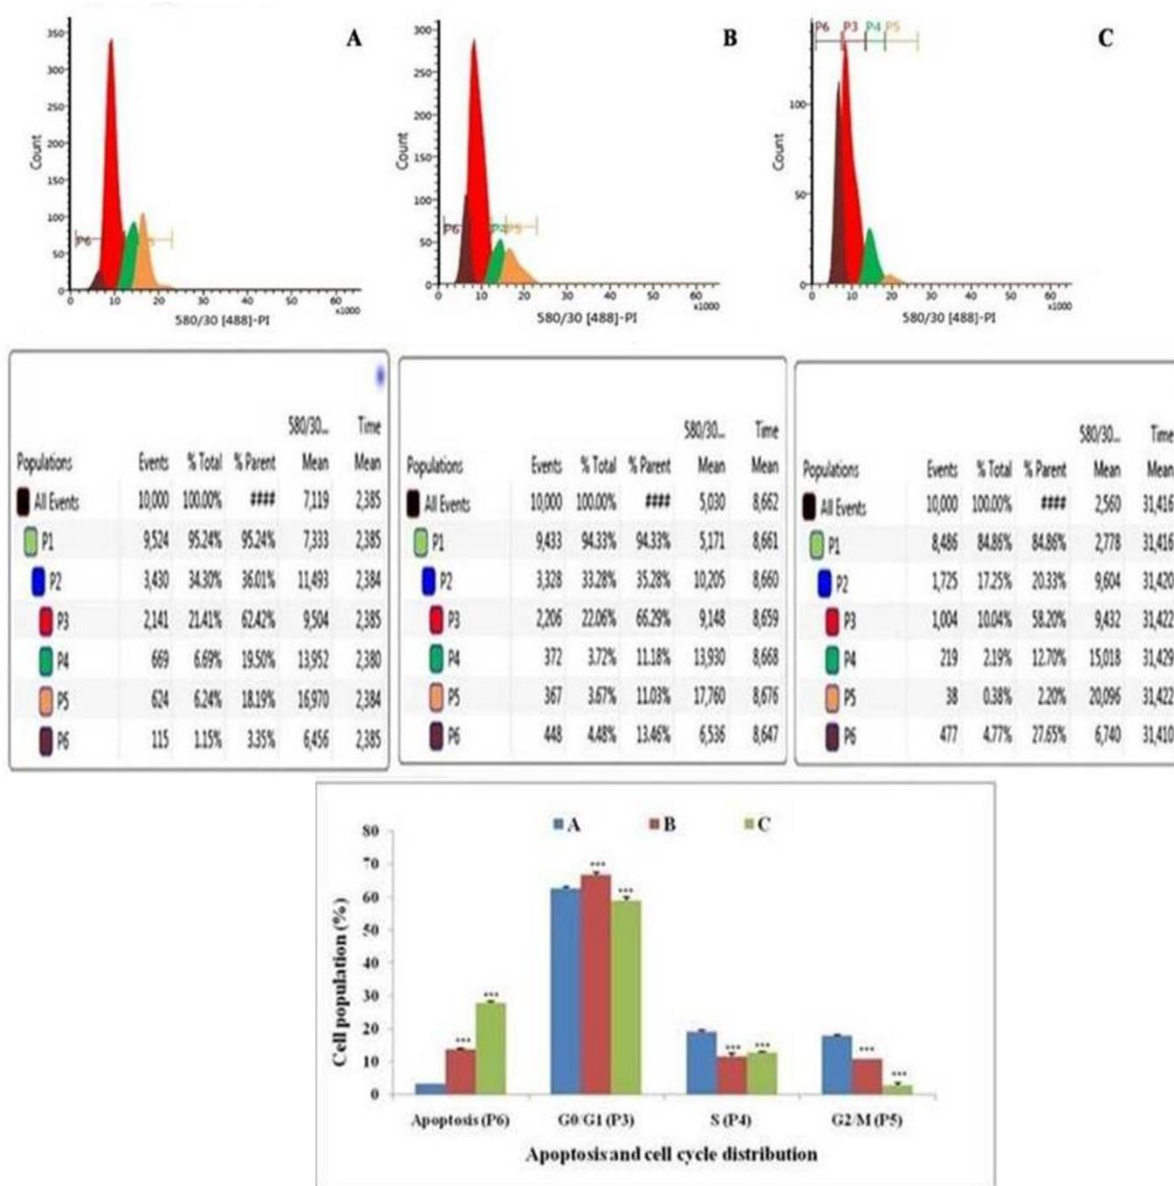 A
350
300
250
200
150
100
50
0
Count
P6
0 10 20 30 40 50 60
x1000
580/30 [488]-PI
B
300
250
200
150
100
50
0
Count
P6 P4 P5
0 10 20 30 40 50 60
x1000
580/30 [488]-PI
C
P6 P3 P4 P5
100
50
0
Count
0 10 20 30 40 50 60
x1000
580/30 [488]-PI
580/30... Time
Populations Events % Total % Parent Mean Mean
All Events 10,000 100.00% #### 7,119 2,385
P1 9,524 95.24% 95.24% 7,333 2,385
P2 3,430 34.30% 36.01% 11,493 2,384
P3 2,141 21.41% 62.42% 9,504 2,385
P4 669 6.69% 19.50% 13,952 2,380
P5 624 6.24% 18.19% 16,970 2,384
P6 115 1.15% 3.35% 6,456 2,385
580/30... Time
Populations Events % Total % Parent Mean Mean
All Events 10,000 100.00% #### 5,030 8,662
P1 9,433 94.33% 94.33% 5,171 8,661
P2 3,328 33.28% 35.28% 10,205 8,660
P3 2,206 22.06% 66.29% 9,148 8,659
P4 372 3.72% 11.18% 13,930 8,668
P5 367 3.67% 11.03% 17,760 8,676
P6 448 4.48% 13.46% 6,536 8,647
580/30... Time
Populations Events % Total % Parent Mean Mean
All Events 10,000 100.00% #### 2,560 31,416
P1 8,486 84.86% 84.86% 2,778 31,416
P2 1,725 17.25% 20.33% 9,604 31,420
P3 1,004 10.04% 58.20% 9,432 31,422
P4 219 2.19% 12.70% 15,018 31,429
P5 38 0.38% 2.20% 20,096 31,422
P6 477 4.77% 27.65% 6,740 31,410
A B C
80
70
60
50
40
30
20
10
0
Cell population (%)
*** *** *** *** *** *** *** ***
Apoptosis (P6) G0/G1 (P3) S (P4) G2/M (P5)
Apoptosis and cell cycle distribution